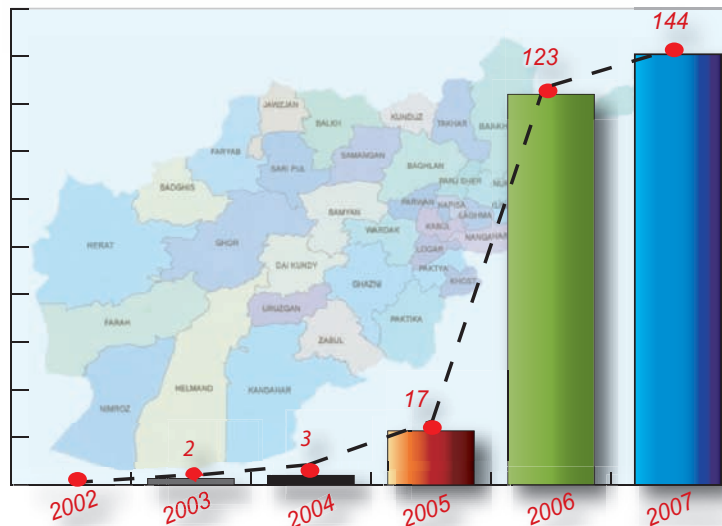 144
123
JAWZJAN
BALKH
KUNDUZ
TAKHAR
FARYAB
SARI PUL
SAMANGAN
BAGHLAN
BADGHIS
PANJ SHER
BAMYAN
PARWAN
KAPISA
LAGHMA
HERAT
GHOR
WARDAK
KABUL
NANGAHAR
LOGAR
DAI KUNDY
PAKTYA
GHAZNI
KHOST
URUZGAN
FARAH
PAKTIKA
ZABUL
NIMROZ
HELMAND
KANDAHAR
17
2
3
2002
2003
2004
2005
2006
2007